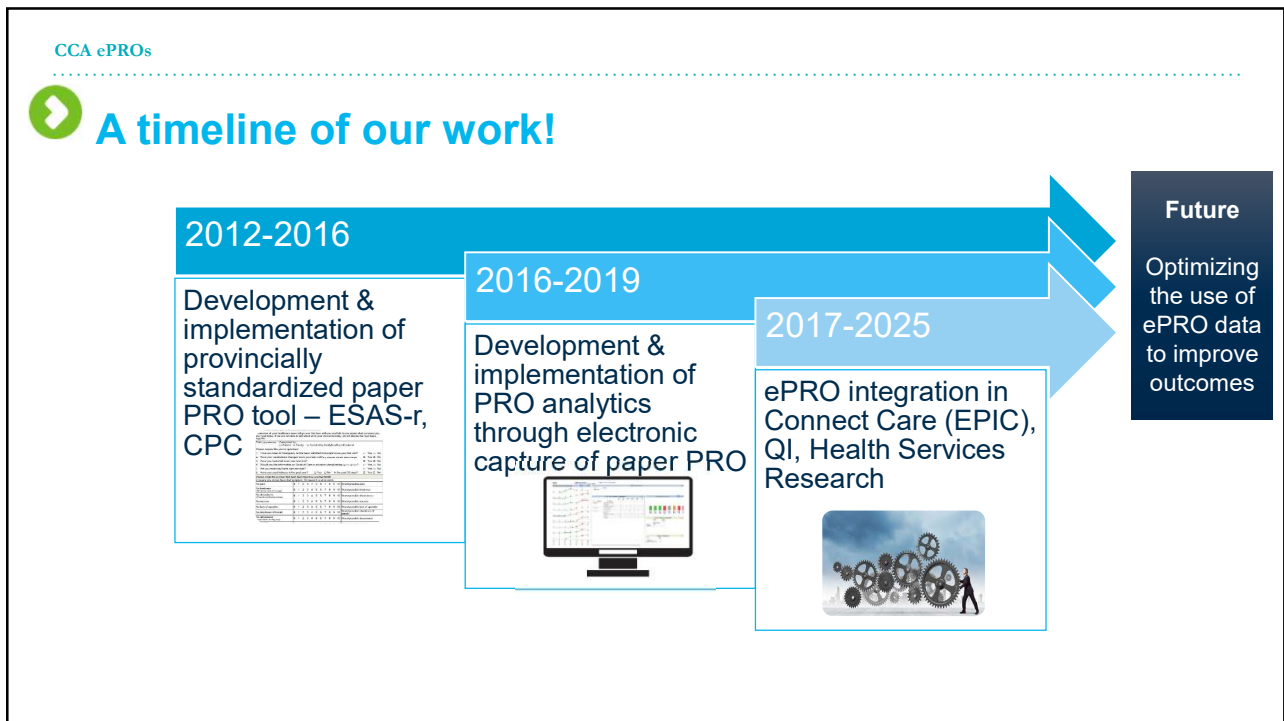 CCA ePROs
A timeline of our work!
2012-2016
Development &
implementation of
provincially
standardized paper
PRO tool – ESAS-r,
CPC
2016-2019
Development &
implementation of
PRO analytics
through electronic
capture of paper PRO
2017-2025
ePRO integration in
Connect Care (EPIC),
QI, Health Services
Research
Future
Optimizing
the use of
ePRO data
to improve
outcomes